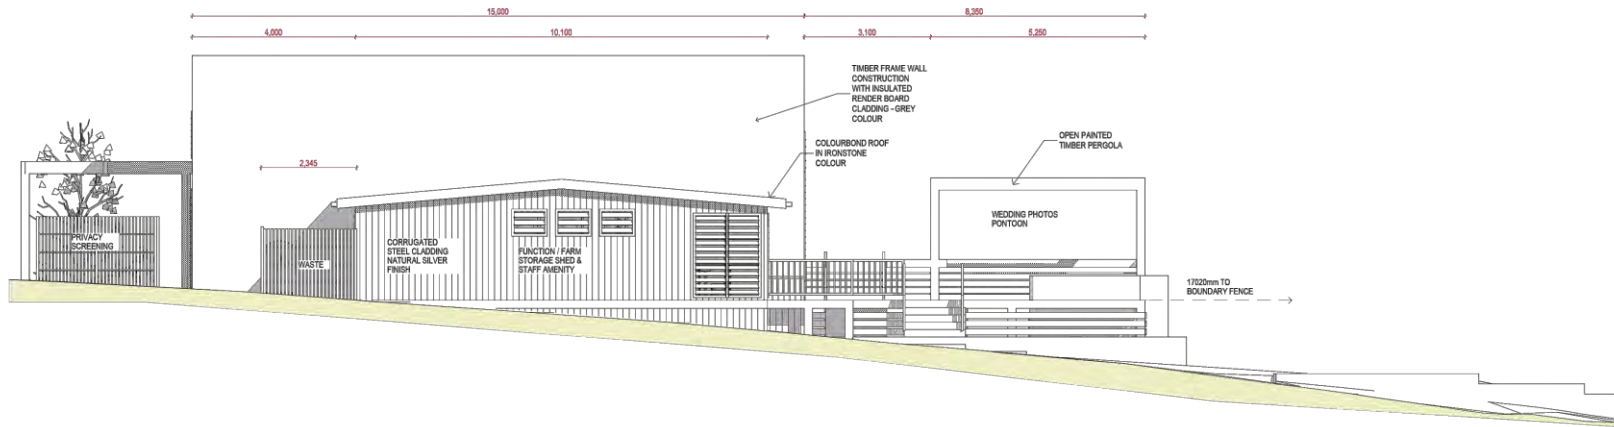 15,000
8,350
4,000
10,100
3,100
5,250
TIMBER FRAME WALL
CONSTRUCTION
WITH INSULATED
RENDER BOARD
CLADDING - GREY
COLOUR
OPEN PAINTED
TIMBER PERGOLA
COLOURBOND ROOF
IN IRONSTONE
COLOUR
2,345
WEDDING PHOTOS
PONTOON
PRIVACY
SCREENING
CORRUGATED
STEEL CLADDING
NATURAL SILVER
FINISH
FUNCTION / FARM
STORAGE SHED &
STAFF AMENITY
WASTE
17020mm TO
BOUNDARY FENCE